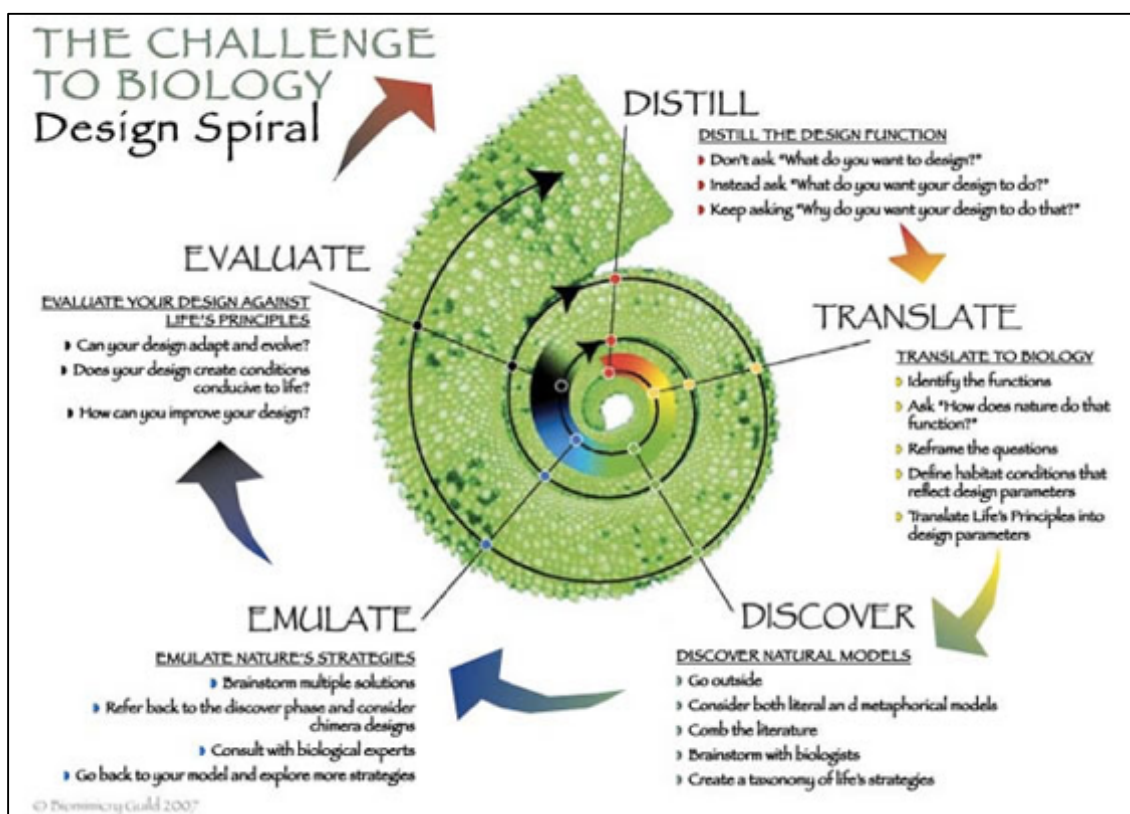 THE CHALLENGE
TO BIOLOGY
Design Spiral
DISTILL
DISTILL THE DESIGN FUNCTION
Don't ask "What do you want to design?"
Instead ask "What do you want your design to do?"
Keep asking "Why do you want your design to do that?"
TRANSLATE
TRANSLATE TO BIOLOGY
Identify the functions
Ask "How does nature do that
function?"
Reframe the questions
Define habitat conditions that
reflect design parameters
Translate Life's Principles into
design parameters
DISCOVER
DISCOVER NATURAL MODELS
Go outside
Consider both literal an d metaphorical models
Comb the literature
Brainstorm with biologists
Create a taxonomy of life's strategies
EMULATE
EMULATE NATURE'S STRATEGIES
Brainstorm multiple solutions
Refer back to the discover phase and consider
chimera designs
Consult with biological experts
Go back to your model and explore more strategies
EVALUATE
EVALUATE YOUR DESIGN AGAINST
LIFE'S PRINCIPLES
Can your design adapt and evolve?
Does your design create conditions
conducive to life?
How can you improve your design?
© Biomimicry Guild 2007